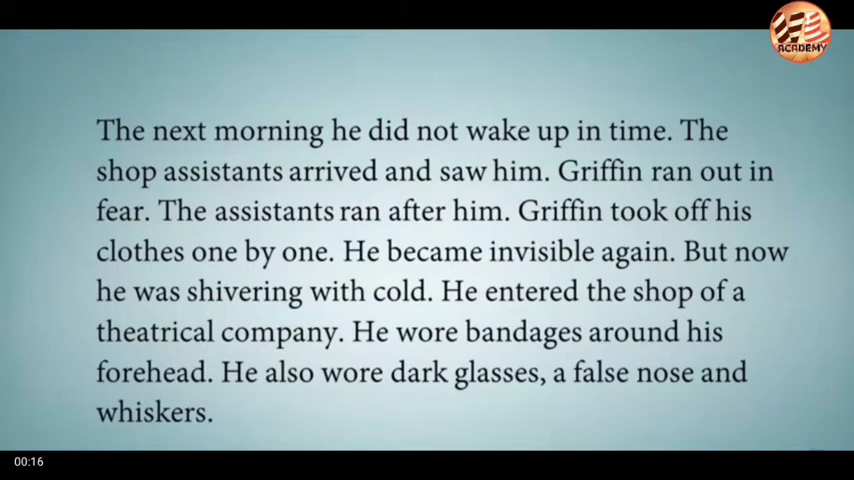 ACADEMY
The next morning he did not wake up in time. The
shop assistants arrived and saw him. Griffin ran out in
fear. The assistants ran after him. Griffin took off his
clothes one by one. He became invisible again. But now
he was shivering with cold. He entered the shop of a
theatrical company. He wore bandages around his
forehead. He also wore dark glasses, a false nose and
whiskers.
00:16